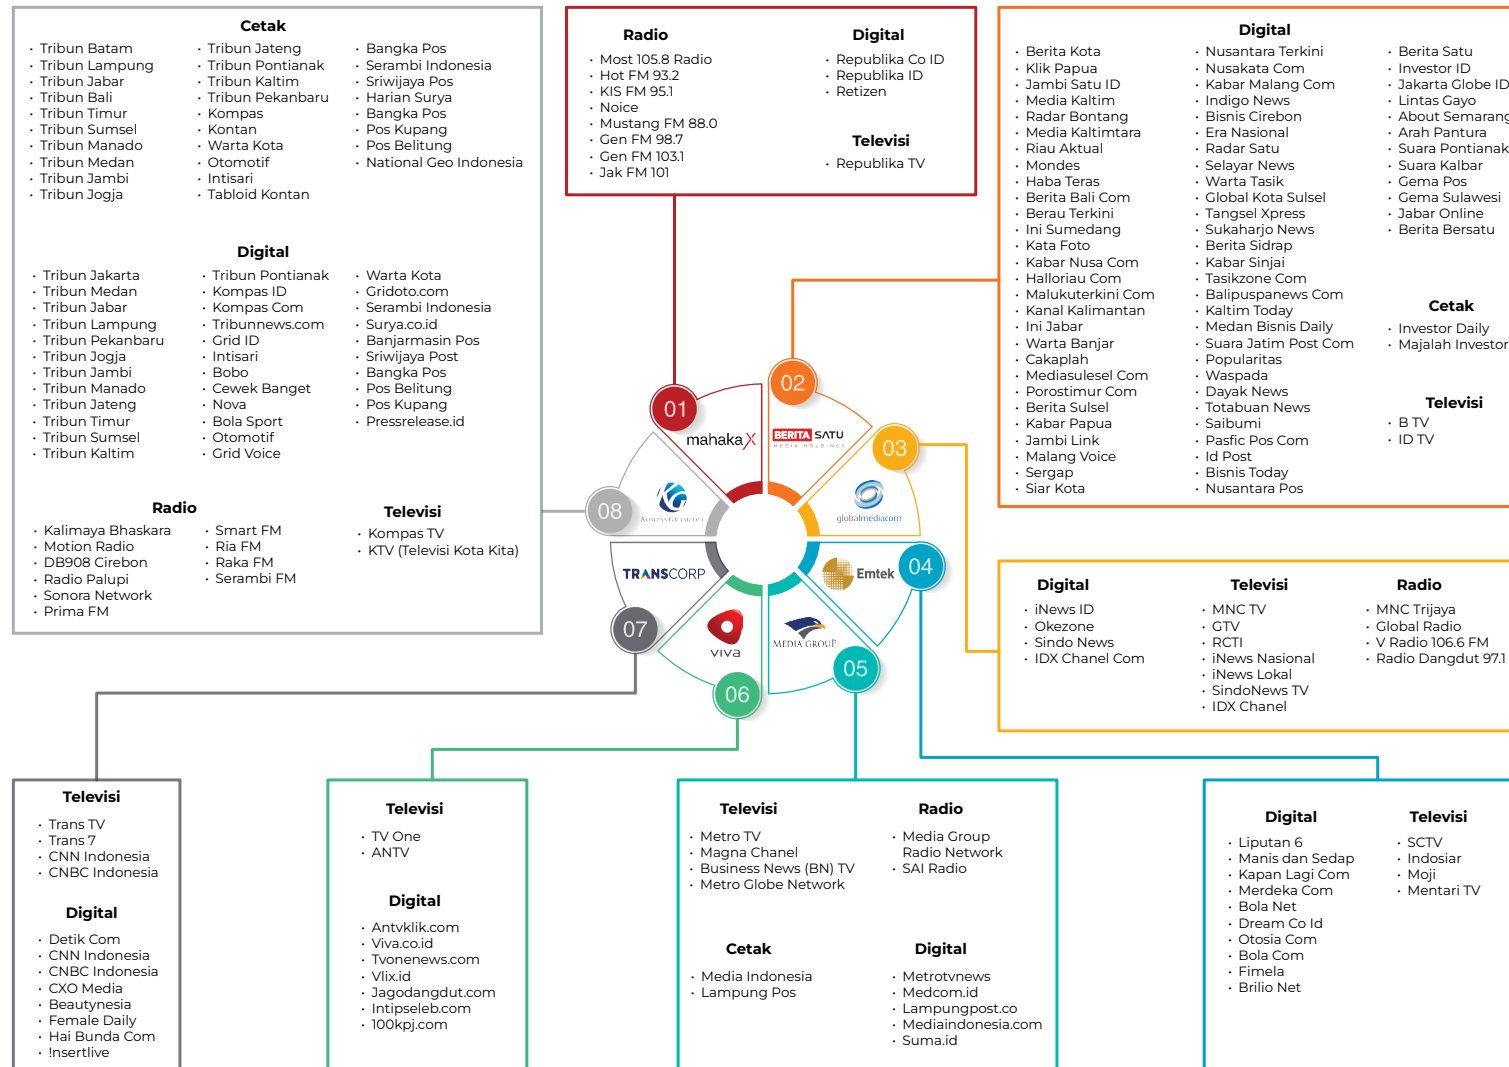 Cetak
Tribun Batam
Tribun Lampung
Tribun Jabar
Tribun Bali
Tribun Timur
Tribun Sumsel
Tribun Manado
Tribun Medan
Tribun Jambi
Tribun Jogja
Tribun Jateng
Tribun Pontianak
Tribun Kaltim
Tribun Pekanbaru
Kompas
Kontan
Warta Kota
Otomotif
Intisari
Tabloid Kontan
Bangka Pos
Serambi Indonesia
Sriwijaya Pos
Harian Surya
Bangka Pos
Pos Kupang
Pos Belitung
National Geo Indonesia
Digital
Tribun Jakarta
Tribun Medan
Tribun Jabar
Tribun Lampung
Tribun Pekanbaru
Tribun Jogja
Tribun Jambi
Tribun Manado
Tribun Jateng
Tribun Timur
Tribun Sumsel
Tribun Kaltim
Tribun Pontianak
Kompas ID
Kompas Com
Tribunnews.com
Grid ID
Intisari
Bobo
Cewek Banget
Nova
Bola Sport
Otomotif
Grid Voice
Warta Kota
Gridoto.com
Serambi Indonesia
Surya.co.id
Banjarmasin Pos
Sriwijaya Post
Bangka Pos
Pos Belitung
Pos Kupang
Pressrelease.id
Radio
Kalimaya Bhaskara
Motion Radio
DB908 Cirebon
Radio Palupi
Sonora Network
Prima FM
Smart FM
Ria FM
Raka FM
Serambi FM
Televisi
Kompas TV
KTV (Televisi Kota Kita)
Radio
Most 105.8 Radio
Hot FM 93.2
KIS FM 95.1
Noice
Mustang FM 88.0
Gen FM 98.7
Gen FM 103.1
Jak FM 101
Digital
Republika Co ID
Republika ID
Retizen
Televisi
Republika TV
Digital
Berita Kota
Klik Papua
Jambi Satu ID
Media Kaltim
Radar Bontang
Media Kaltimtara
Riau Aktual
Mondes
Haba Teras
Berita Bali Com
Berau Terkini
Ini Sumedang
Kata Foto
Kabar Nusa Com
Halloriau Com
Malukuterkini Com
Kanal Kalimantan
Ini Jabar
Warta Banjar
Cakaplah
Mediasulesel Com
Porostimur Com
Berita Sulsel
Kabar Papua
Jambi Link
Malang Voice
Sergap
Siar Kota
Nusantara Terkini
Nusakata Com
Kabar Malang Com
Indigo News
Bisnis Cirebon
Era Nasional
Radar Satu
Selayar News
Warta Tasik
Global Kota Sulsel
Tangsel Xpress
Sukaharjo News
Berita Sidrap
Kabar Sinjai
Tasikzone Com
Balipuspanews Com
Kaltim Today
Medan Bisnis Daily
Suara Jatim Post Com
Popularitas
Waspada
Dayak News
Totabuan News
Saibumi
Pasfic Pos Com
Id Post
Bisnis Today
Nusantara Pos
Berita Satu
Investor ID
Jakarta Globe ID
Lintas Gayo
About Semarang
Arah Pantura
Suara Pontianak
Suara Kalbar
Gema Pos
Gema Sulawesi
Jabar Online
Berita Bersatu
Cetak
Investor Daily
Majalah Investor
Televisi
B TV
ID TV
01
mahakaX
02
BERITA SATU
MEDIA HOLDINGS
03
globalmediacom
04
Emtek
05
MEDIA GROUP
06
VIVA
07
TRANSCORP
08
KOMPAS GRAMEDIA
Digital
iNews ID
Okezone
Sindo News
IDX Chanel Com
Televisi
MNC TV
GTV
RCTI
iNews Nasional
iNews Lokal
SindoNews TV
IDX Chanel
Radio
MNC Trijaya
Global Radio
V Radio 106.6 FM
Radio Dangdut 97.1
Televisi
Trans TV
Trans 7
CNN Indonesia
CNBC Indonesia
Digital
Detik Com
CNN Indonesia
CNBC Indonesia
CXO Media
Beautynesia
Female Daily
Hai Bunda Com
!nsertlive
Televisi
TV One
ANTV
Digital
Antvklik.com
Viva.co.id
Tvonenews.com
Vlix.id
Jagodangdut.com
Intipseleb.com
100kpj.com
Televisi
Metro TV
Magna Chanel
Business News (BN) TV
Metro Globe Network
Radio
Media Group
Radio Network
SAI Radio
Cetak
Media Indonesia
Lampung Pos
Digital
Metrotvnews
Medcom.id
Lampungpost.co
Mediaindonesia.com
Suma.id
Digital
Liputan 6
Manis dan Sedap
Kapan Lagi Com
Merdeka Com
Bola Net
Dream Co Id
Otosia Com
Bola Com
Fimela
Brilio Net
Televisi
SCTV
Indosiar
Moji
Mentari TV